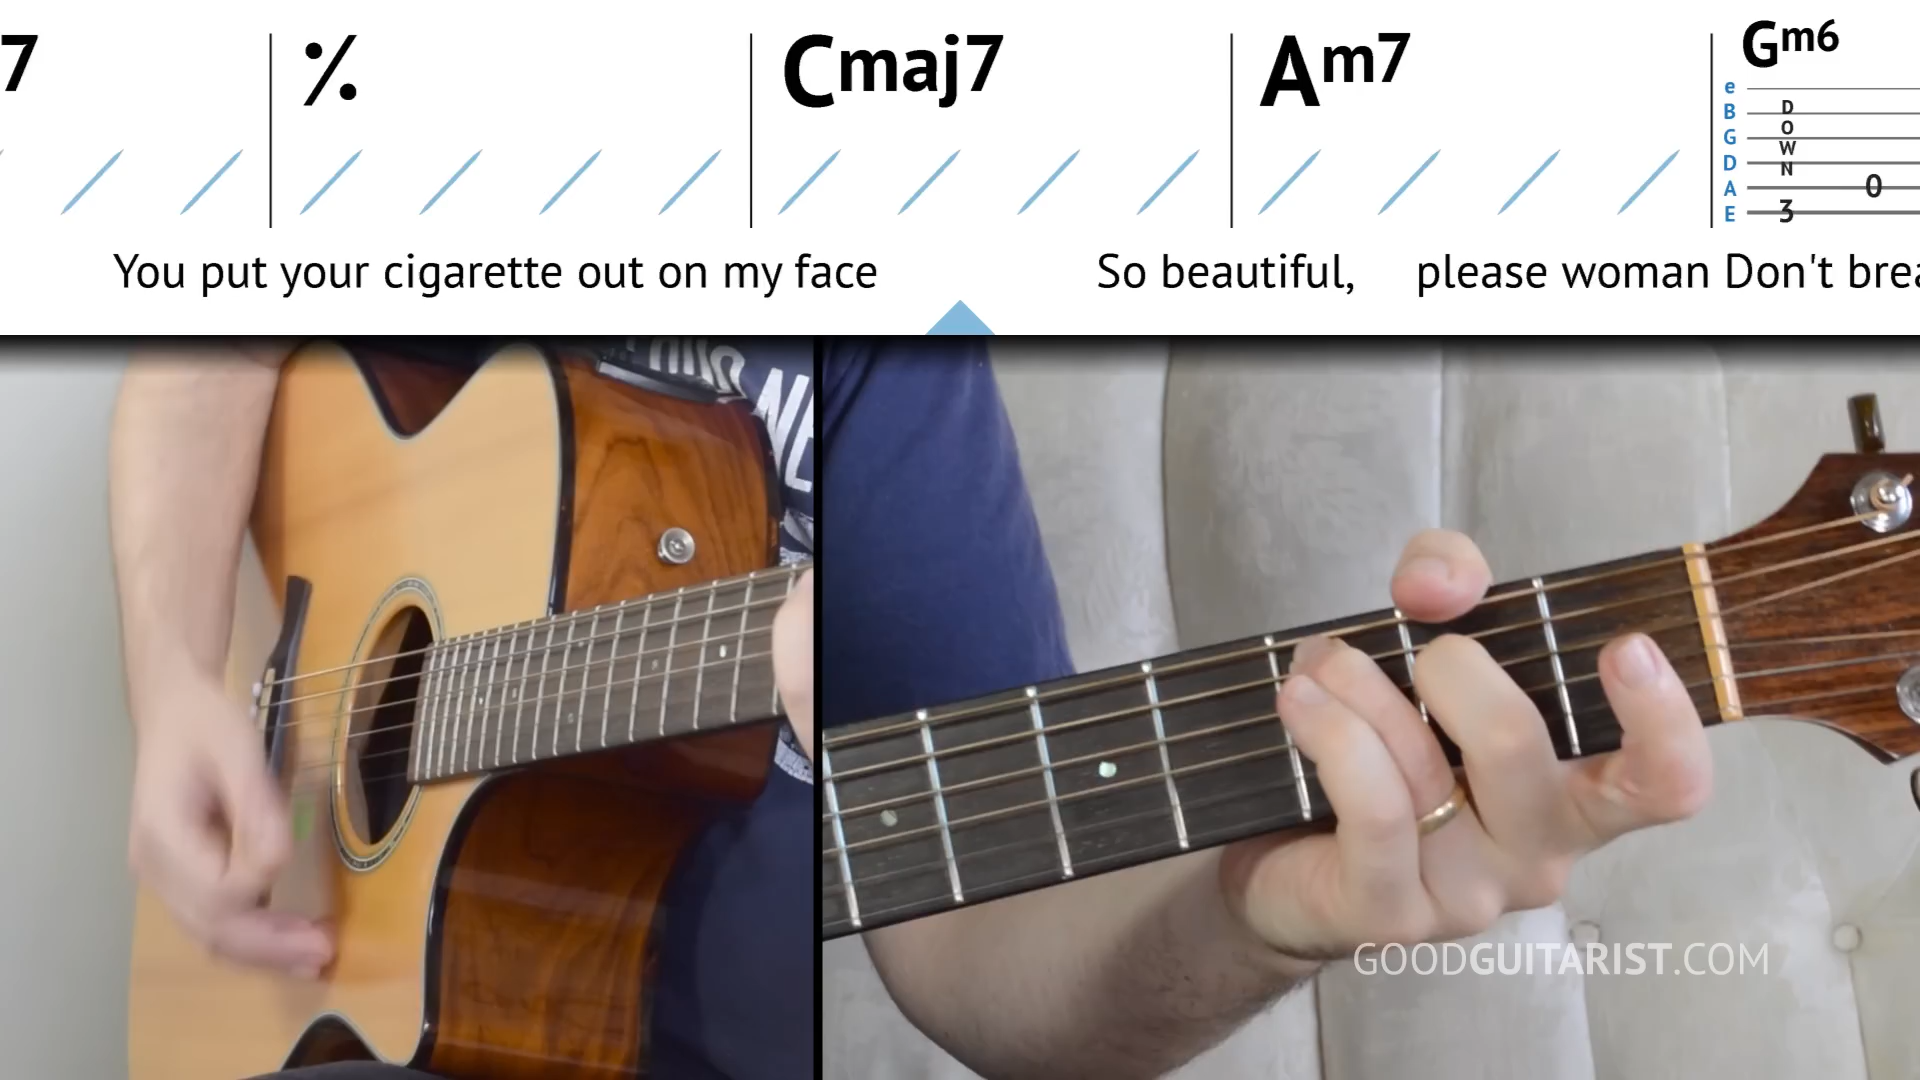 7 ٪ Cmaj7 Am7 Gm6
e
B D
G O
D W
A N 0
E 3
You put your cigarette out on my face So beautiful, please woman Don't brea
GOODGUITARIST.COM